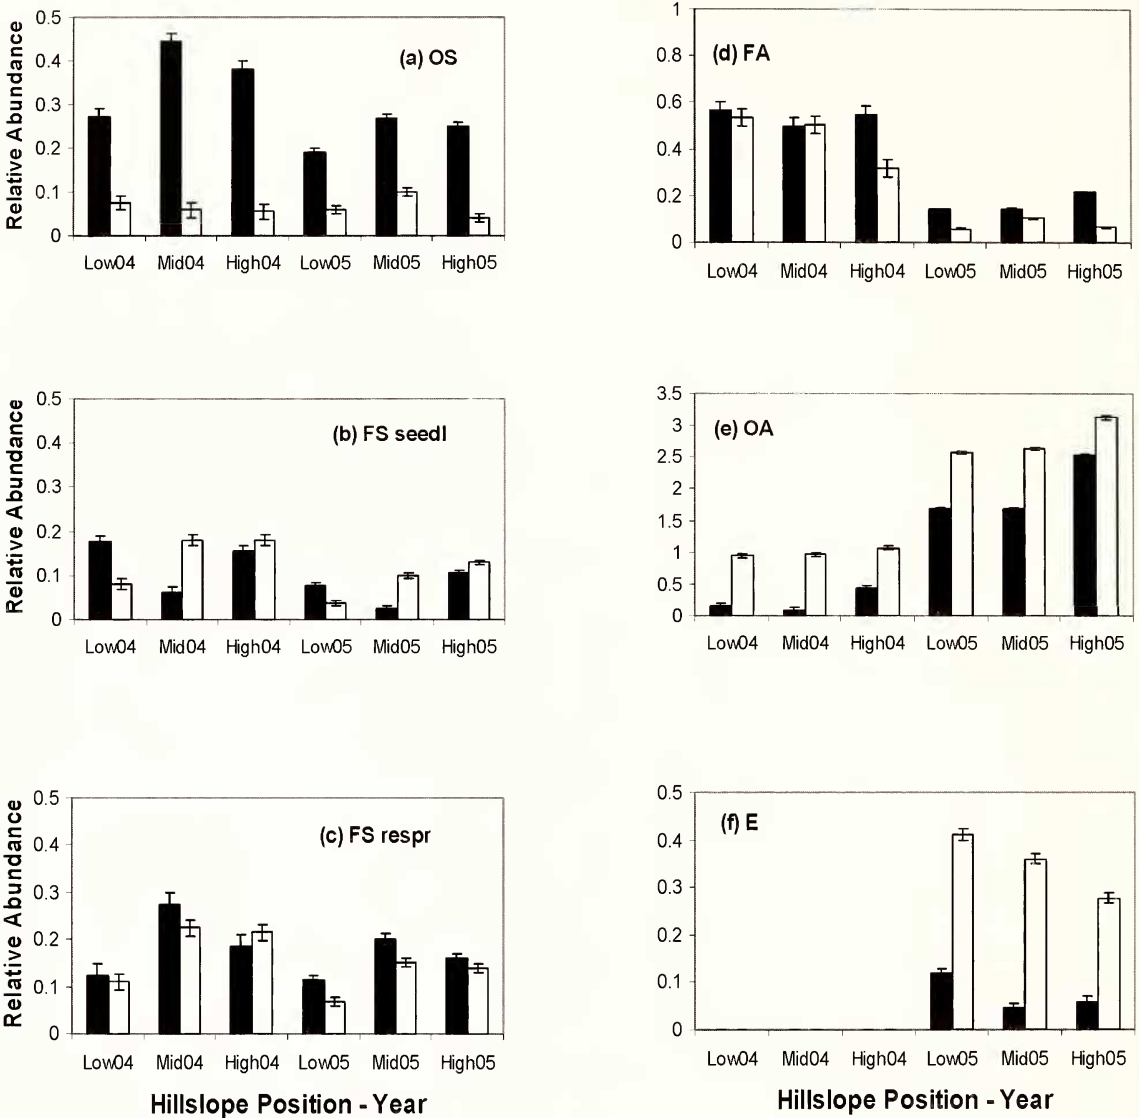 Relative Abundance
0.5
0.4
0.3
0.2
0.1
0
(a) OS
Low04 Mid04 High04 Low05 Mid05 High05
1
0.8
0.6
0.4
0.2
0
(d) FA
Low04 Mid04 High04 Low05 Mid05 High05
Relative Abundance
0.5
0.4
0.3
0.2
0.1
0
(b) FS seedl
Low04 Mid04 High04 Low05 Mid05 High05
3.5
3
2.5
2
1.5
1
0.5
0
(e) OA
Low04 Mid04 High04 Low05 Mid05 High05
Relative Abundance
0.5
0.4
0.3
0.2
0.1
0
(c) FS respr
Low04 Mid04 High04 Low05 Mid05 High05
Hillslope Position - Year
0.5
0.4
0.3
0.2
0.1
0
(f) E
Low04 Mid04 High04 Low05 Mid05 High05
Hillslope Position - Year